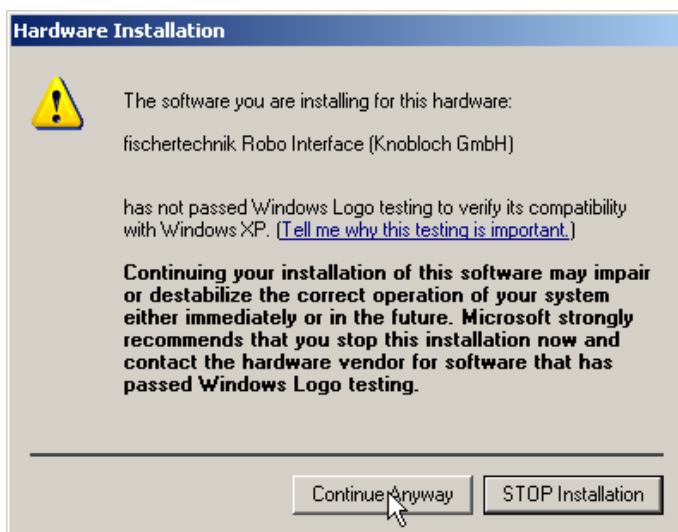 Hardware Installation
The software you are installing for this hardware:
fischertechnik Robo Interface (Knobloch GmbH)
has not passed Windows Logo testing to verify its compatibility
with Windows XP. (Tell me why this testing is important.)
Continuing your installation of this software may impair
or destabilize the correct operation of your system
either immediately or in the future. Microsoft strongly
recommends that you stop this installation now and
contact the hardware vendor for software that has
passed Windows Logo testing.
Continue Anyway
STOP Installation